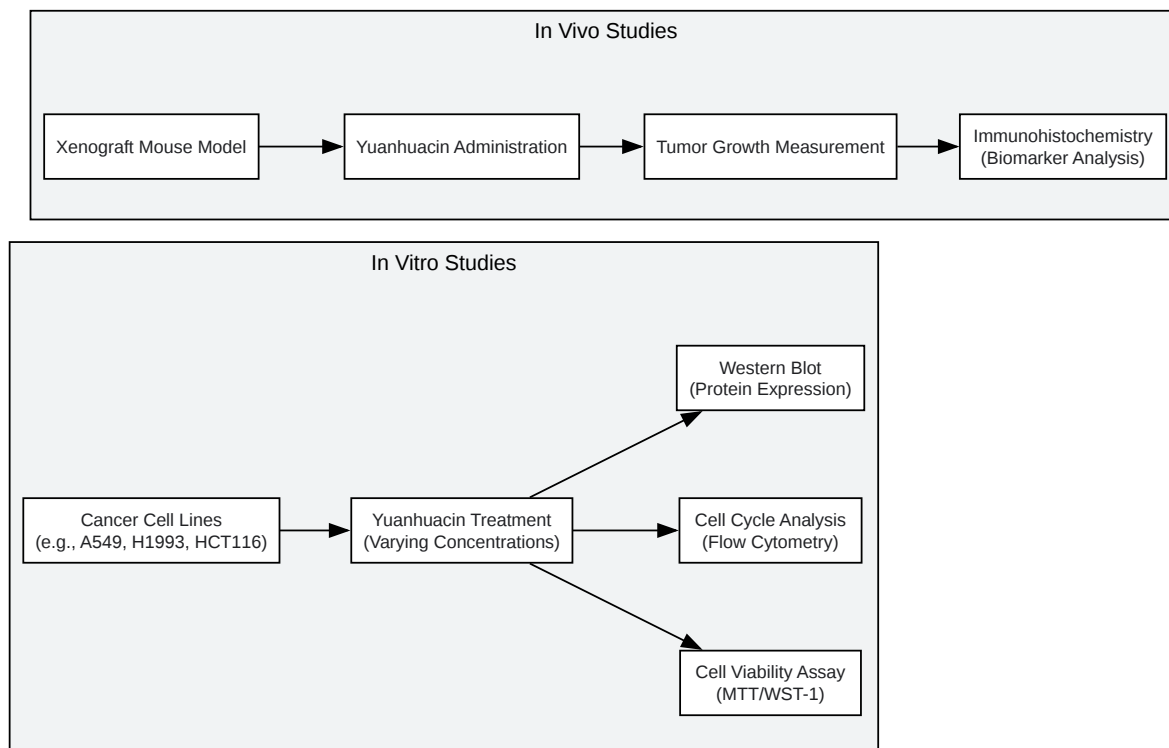 In Vivo Studies
Xenograft Mouse Model
Yuanhuacin Administration
Tumor Growth Measurement
Immunohistochemistry
(Biomarker Analysis)
In Vitro Studies
Cancer Cell Lines
(e.g., A549, H1993, HCT116)
Yuanhuacin Treatment
(Varying Concentrations)
Western Blot
(Protein Expression)
Cell Cycle Analysis
(Flow Cytometry)
Cell Viability Assay
(MTT/WST-1)